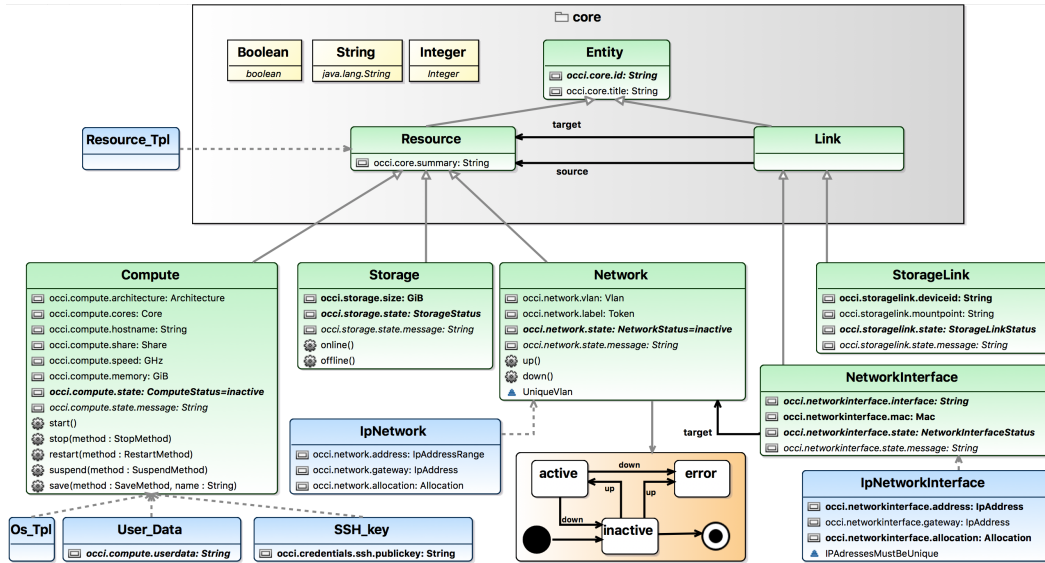 core
Boolean
boolean
String
java.lang.String
Integer
Integer
Entity
occi.core.id: String
occi.core.title: String
Resource_Tpl
Resource
occi.core.summary: String
target
source
Link
Compute
occi.compute.architecture: Architecture
occi.compute.cores: Core
occi.compute.hostname: String
occi.compute.share: Share
occi.compute.speed: GHz
occi.compute.memory: GiB
occi.compute.state: ComputeStatus=inactive
occi.compute.state.message: String
start()
stop(method : StopMethod)
restart(method : RestartMethod)
suspend(method : SuspendMethod)
save(method : SaveMethod, name : String)
Storage
occi.storage.size: GiB
occi.storage.state: StorageStatus
occi.storage.state.message: String
online()
offline()
Network
occi.network.vlan: Vlan
occi.network.label: Token
occi.network.state: NetworkStatus=inactive
occi.network.state.message: String
up()
down()
UniqueVlan
StorageLink
occi.storagelink.deviceid: String
occi.storagelink.mountpoint: String
occi.storagelink.state: StorageLinkStatus
occi.storagelink.state.message: String
NetworkInterface
occi.networkinterface.interface: String
occi.networkinterface.mac: Mac
occi.networkinterface.state: NetworkInterfaceStatus
occi.networkinterface.state.message: String
target
IpNetwork
occi.network.address: IpAddressRange
occi.network.gateway: IpAddress
occi.network.allocation: Allocation
active
down
error
up
up
down
inactive
IpNetworkInterface
occi.networkinterface.address: IpAddress
occi.networkinterface.gateway: IpAddress
occi.networkinterface.allocation: Allocation
IPAdressesMustBeUnique
Os_Tpl
User_Data
occi.compute.userdata: String
SSH_key
occi.credentials.ssh.publickey: String